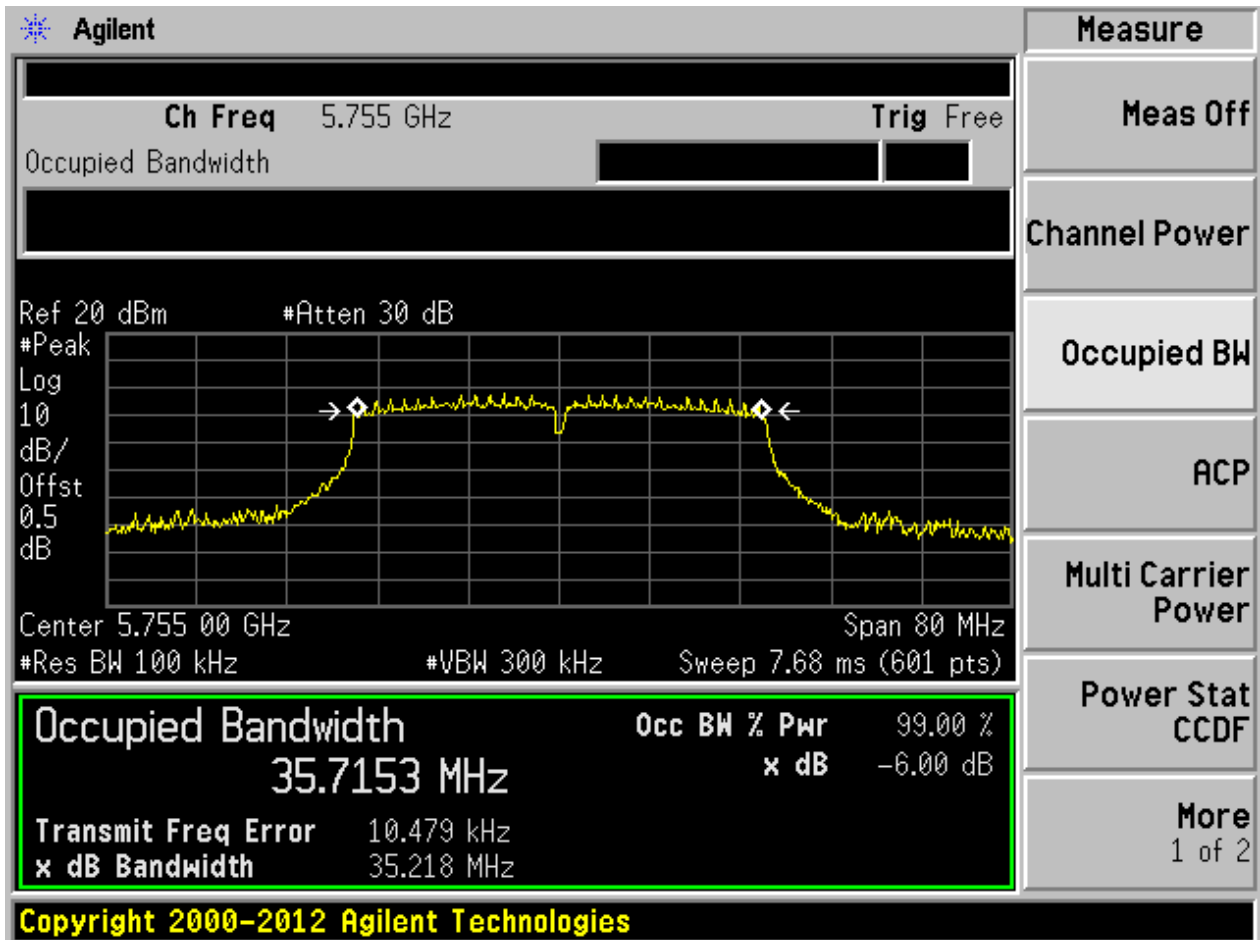 Agilent
Measure
Ch Freq 5.755 GHz Trig Free
Occupied Bandwidth
Meas Off
Channel Power
Occupied BW
ACP
Multi Carrier
Power
Power Stat
CCDF
More
1 of 2
Ref 20 dBm #Atten 30 dB
#Peak
Log
10
dB/
Offst
0.5
dB
Center 5.755 00 GHz Span 80 MHz
#Res BW 100 kHz #VBW 300 kHz Sweep 7.68 ms (601 pts)
Occupied Bandwidth
35.7153 MHz
Occ BW % Pwr 99.00 %
x dB -6.00 dB
Transmit Freq Error 10.479 kHz
x dB Bandwidth 35.218 MHz
Copyright 2000-2012 Agilent Technologies